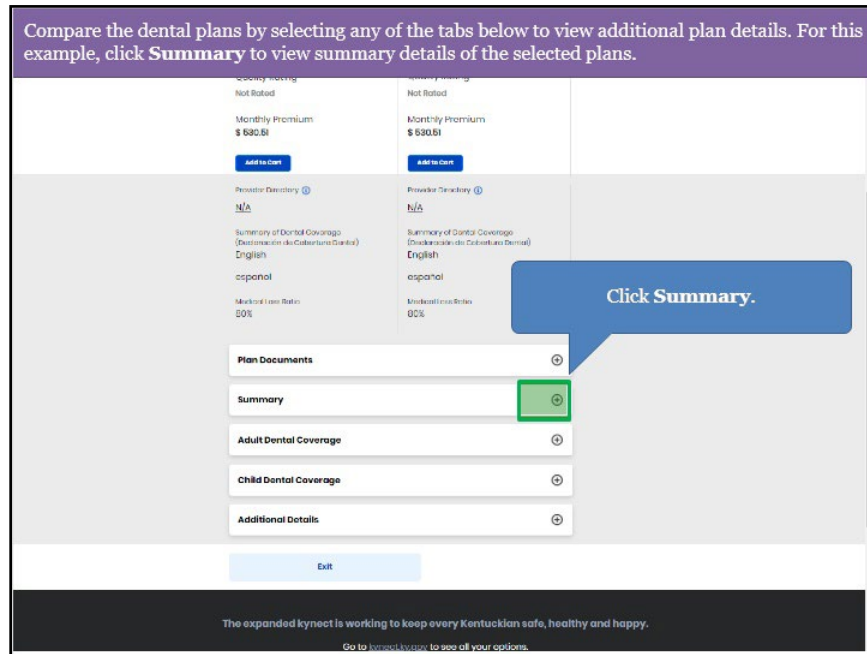 Compare the dental plans by selecting any of the tabs below to view additional plan details. For this
example, click Summary to view summary details of the selected plans.
Quality Rating Quality Rating
Not Rated Not Rated
Monthly Premium Monthly Premium
$ 530.51 $ 530.51
Add to Cart Add to Cart
Provider Directory Provider Directory
N/A N/A
Summary of Dental Coverage Summary of Dental Coverage
(Declaración de Cobertura Dental) (Declaración de Cobertura Dental)
English English
español español
Medical Loss Ratio Medical Loss Ratio
80% 80%
Click Summary.
Plan Documents
Summary
Adult Dental Coverage
Child Dental Coverage
Additional Details
Exit
The expanded kynect is working to keep every Kentuckian safe, healthy and happy.
Go to kynect.ky.gov to see all your options.